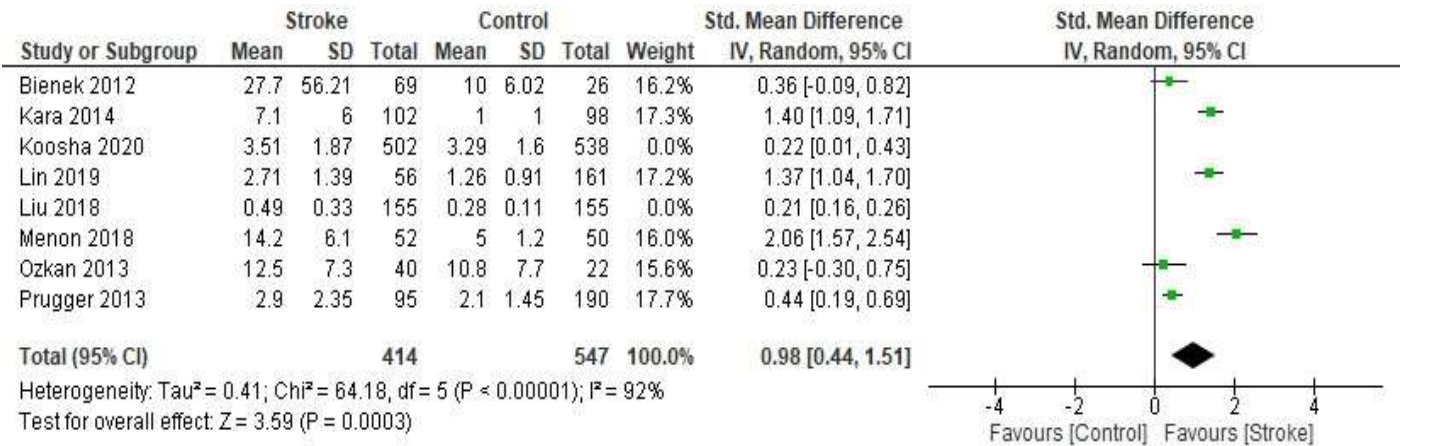 Stroke Control Std. Mean Difference Std. Mean Difference
Study or Subgroup Mean SD Total Mean SD Total Weight IV, Random, 95% CI IV, Random, 95% CI
Bienek 2012 27.7 56.21 69 10 6.02 26 16.2% 0.36 [-0.09, 0.82]
Kara 2014 7.1 6 102 1 1 98 17.3% 1.40 [1.09, 1.71]
Koosha 2020 3.51 1.87 502 3.29 1.6 538 0.0% 0.22 [0.01, 0.43]
Lin 2019 2.71 1.39 56 1.26 0.91 161 17.2% 1.37 [1.04, 1.70]
Liu 2018 0.49 0.33 155 0.28 0.11 155 0.0% 0.21 [0.16, 0.26]
Menon 2018 14.2 6.1 52 5 1.2 50 16.0% 2.06 [1.57, 2.54]
Ozkan 2013 12.5 7.3 40 10.8 7.7 22 15.6% 0.23 [-0.30, 0.75]
Prugger 2013 2.9 2.35 95 2.1 1.45 190 17.7% 0.44 [0.19, 0.69]
Total (95% CI) 414 547 100.0% 0.98 [0.44, 1.51]
Heterogeneity: Tau² = 0.41; Chi² = 64.18, df = 5 (P < 0.00001); I² = 92%
Test for overall effect: Z = 3.59 (P = 0.0003)
-4 -2 0 2 4
Favours [Control] Favours [Stroke]